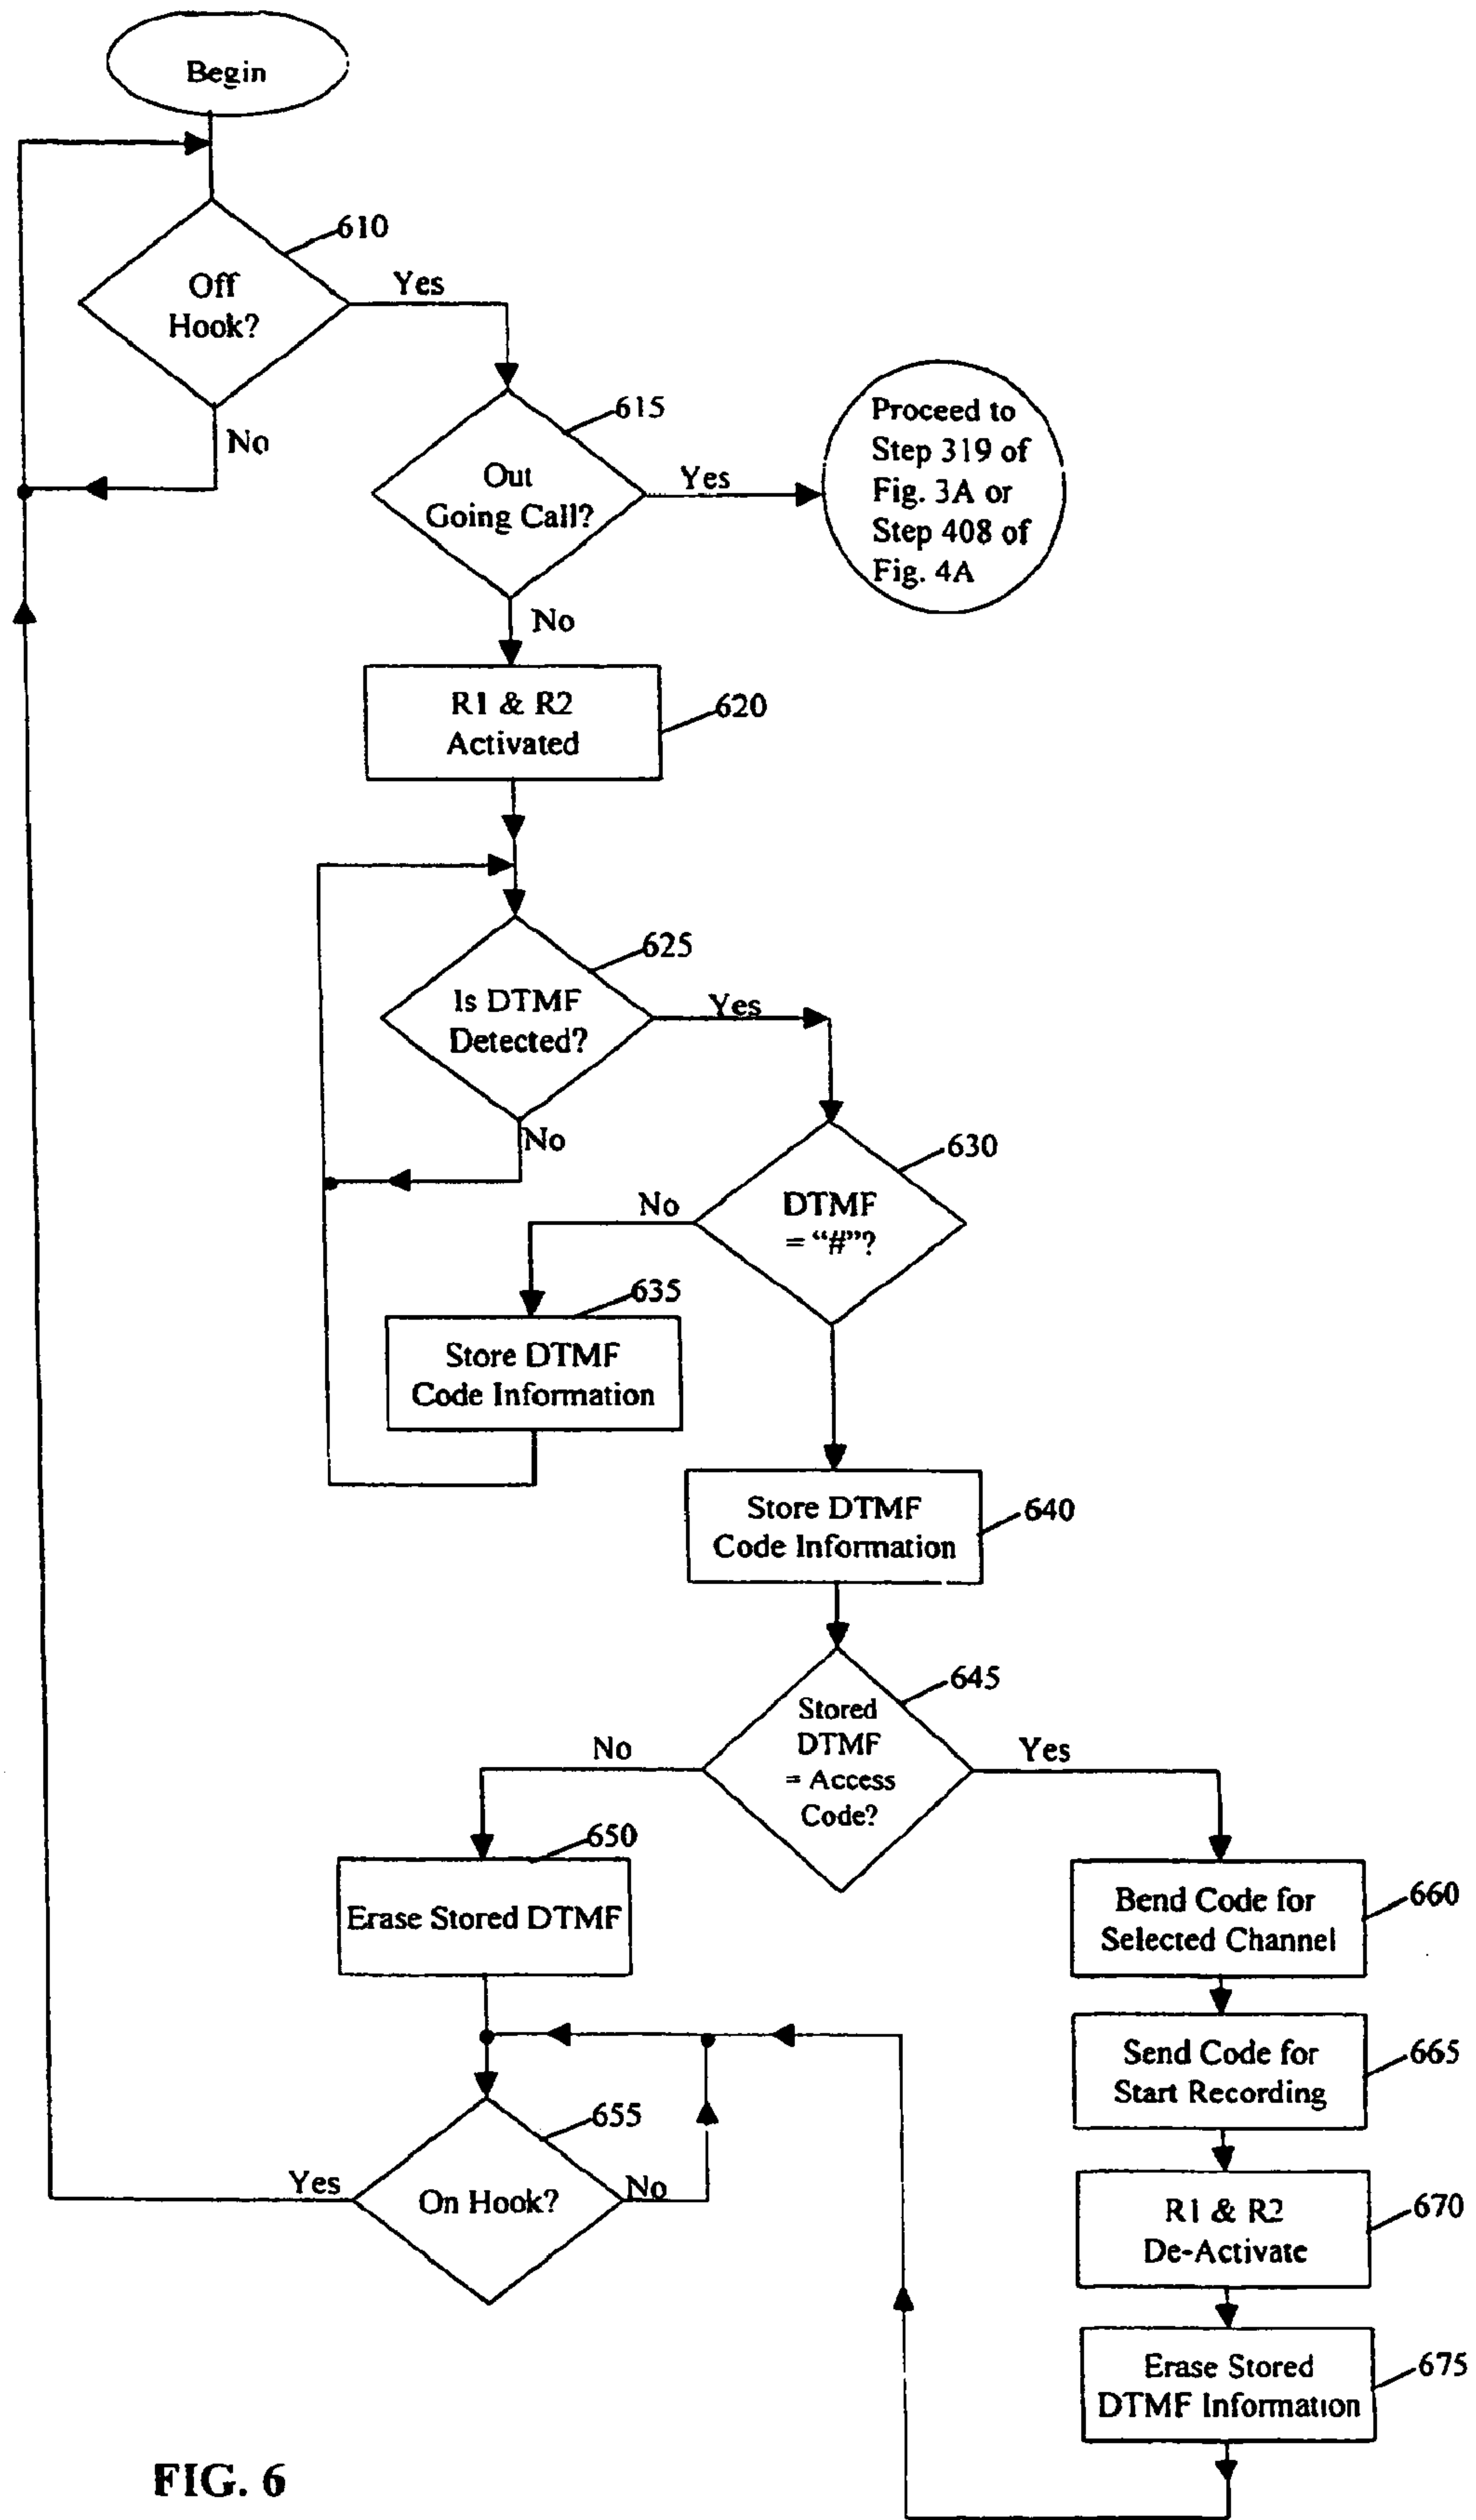 Begin
610
Off
Hook?
Yes
No
615
Out
Going Call?
Yes
No
Proceed to
Step 319 of
Fig. 3A or
Step 408 of
Fig. 4A
R1 & R2
Activated
620
625
Is DTMF
Detected?
Yes
No
630
DTMF
= “#”?
No
635
Store DTMF
Code Information
Store DTMF
Code Information
640
645
Stored
DTMF
= Access
Code?
No
Yes
650
Erase Stored DTMF
Bend Code for
Selected Channel
660
Send Code for
Start Recording
665
655
On Hook?
Yes
No
R1 & R2
De-Activate
670
Erase Stored
DTMF Information
675
FIG. 6